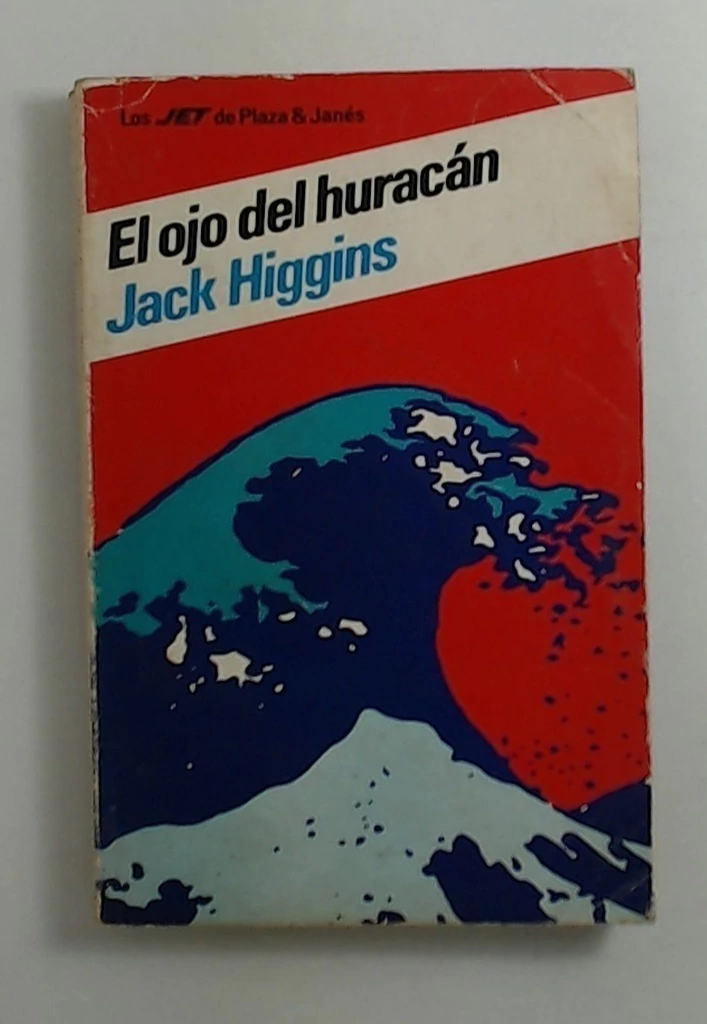 Los JET de Plaza & Janés
El ojo del huracán
Jack Higgins